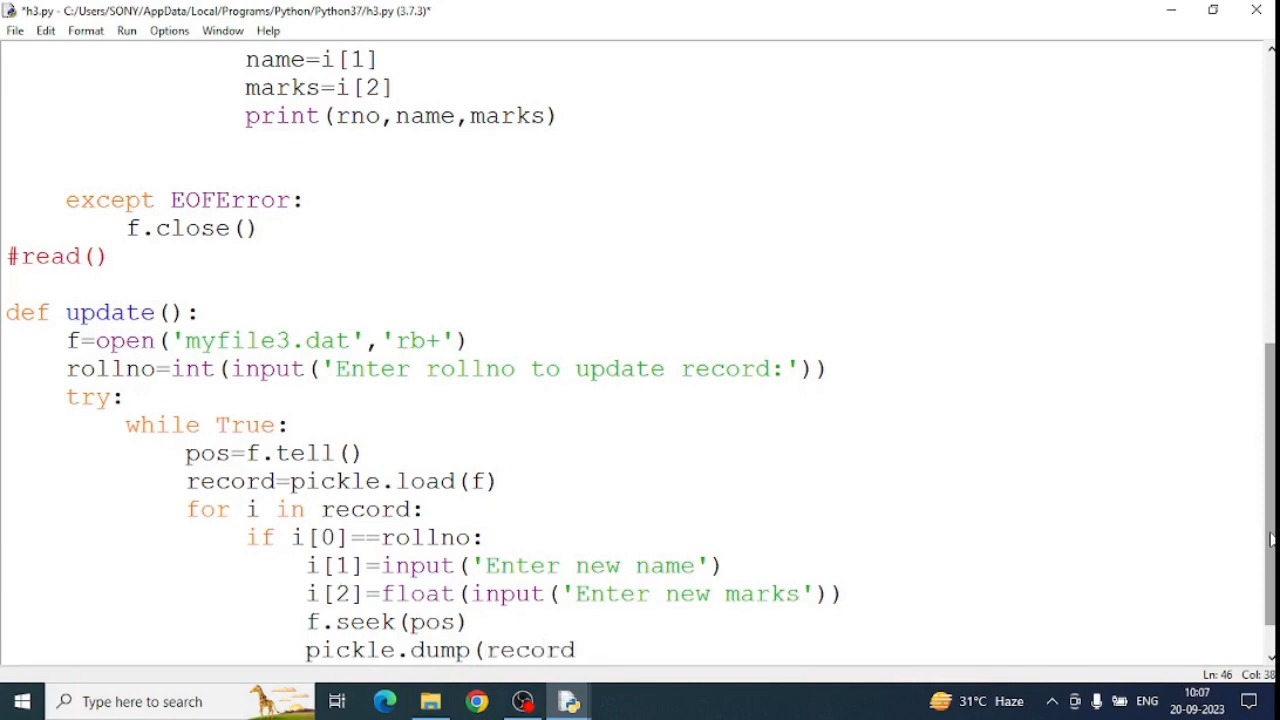 *h3.py - C:/Users/SONY/AppData/Local/Programs/Python/Python37/h3.py (3.7.3)*
File Edit Format Run Options Window Help
name=i[1]
marks=i[2]
print(rno,name,marks)
except EOFError:
f.close()
#read()
def update():
f=open('myfile3.dat','rb+')
rollno=int(input('Enter rollno to update record:'))
try:
while True:
pos=f.tell()
record=pickle.load(f)
for i in record:
if i[0]==rollno:
i[1]=input('Enter new name')
i[2]=float(input('Enter new marks'))
f.seek(pos)
pickle.dump(record
Ln: 46 Col: 38
Type here to search
31°C Haze
ENG
10:07
20-09-2023